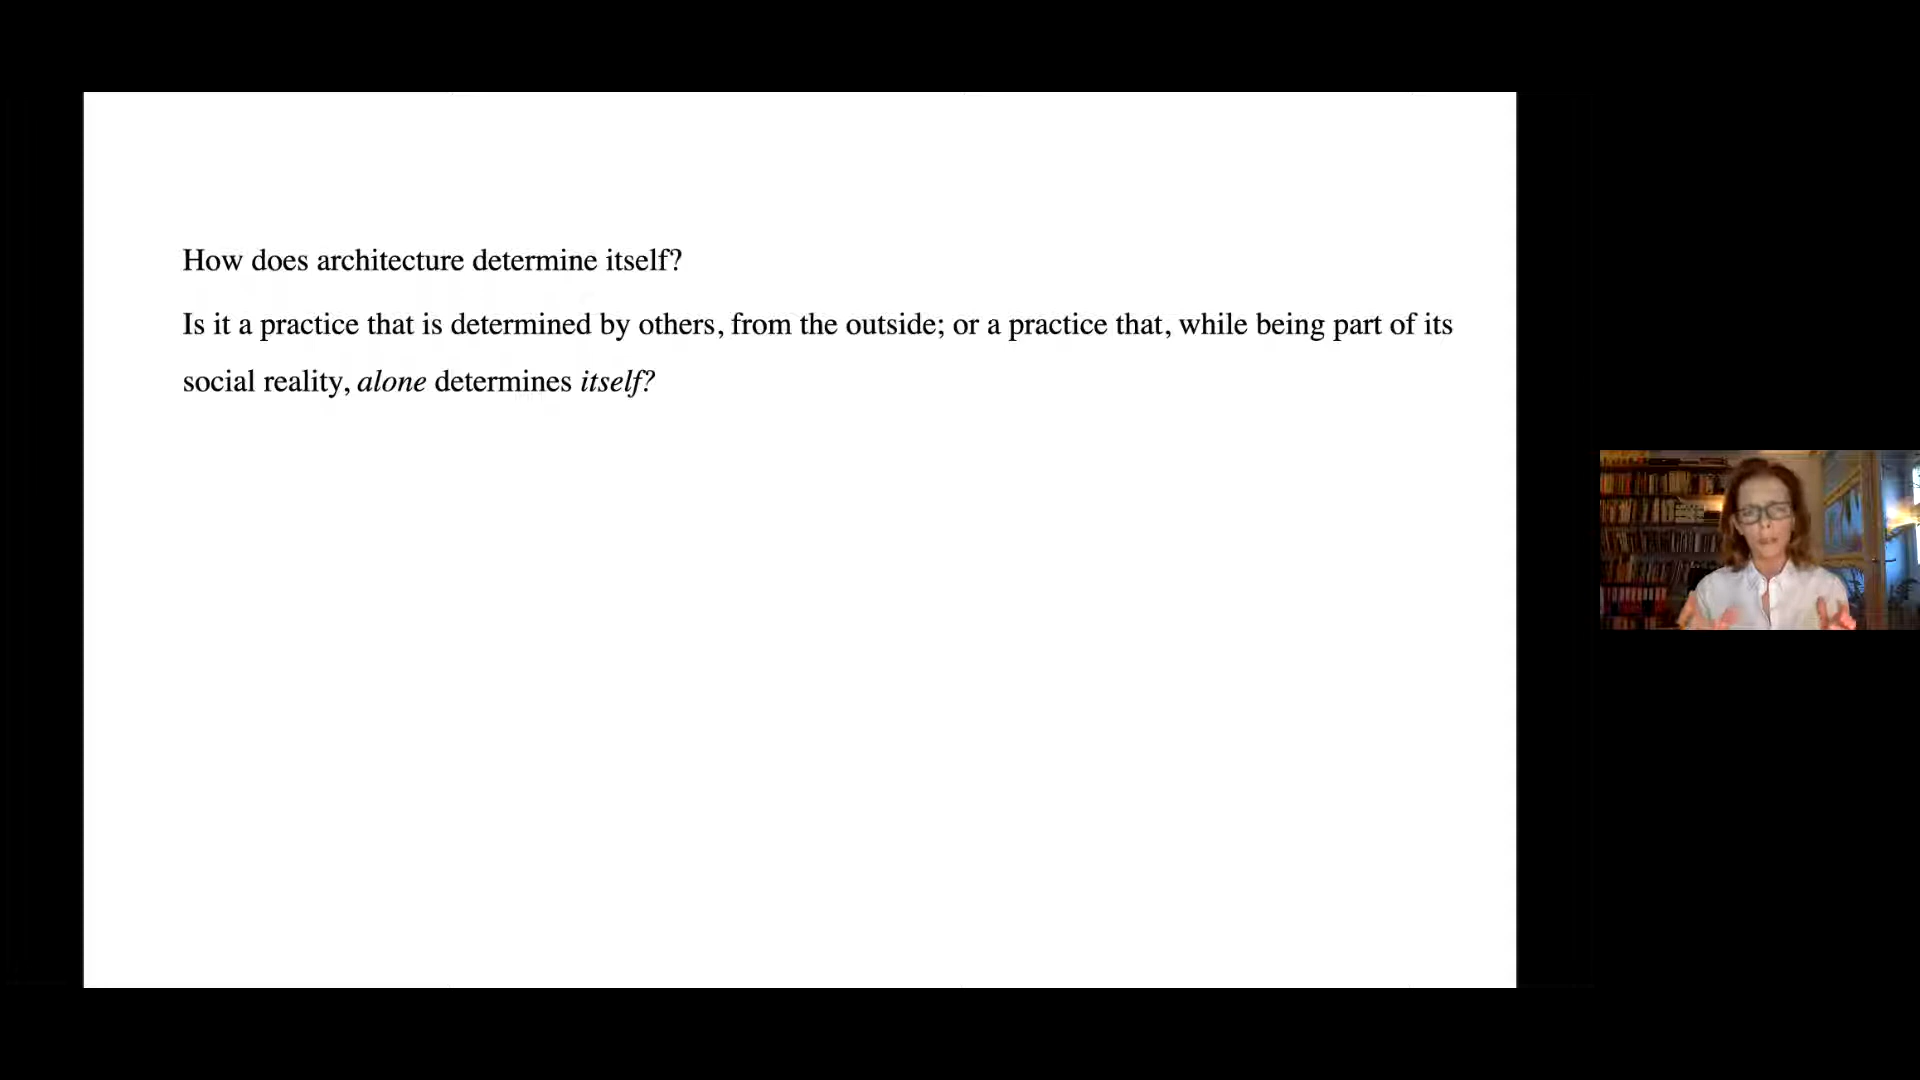 How does architecture determine itself?
Is it a practice that is determined by others, from the outside; or a practice that, while being part of its
social reality, alone determines itself?